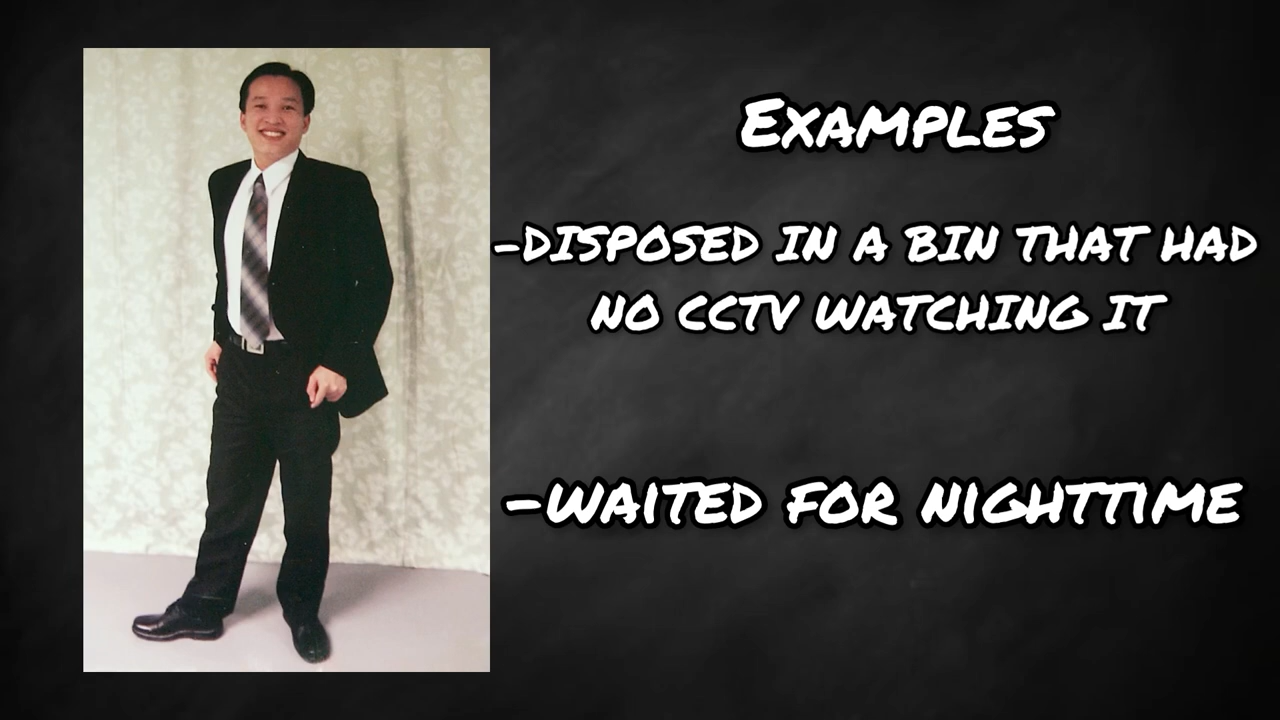 EXAMPLES
-DISPOSED IN A BIN THAT HAD
NO CCTV WATCHING IT
-WAITED FOR NIGHTTIME